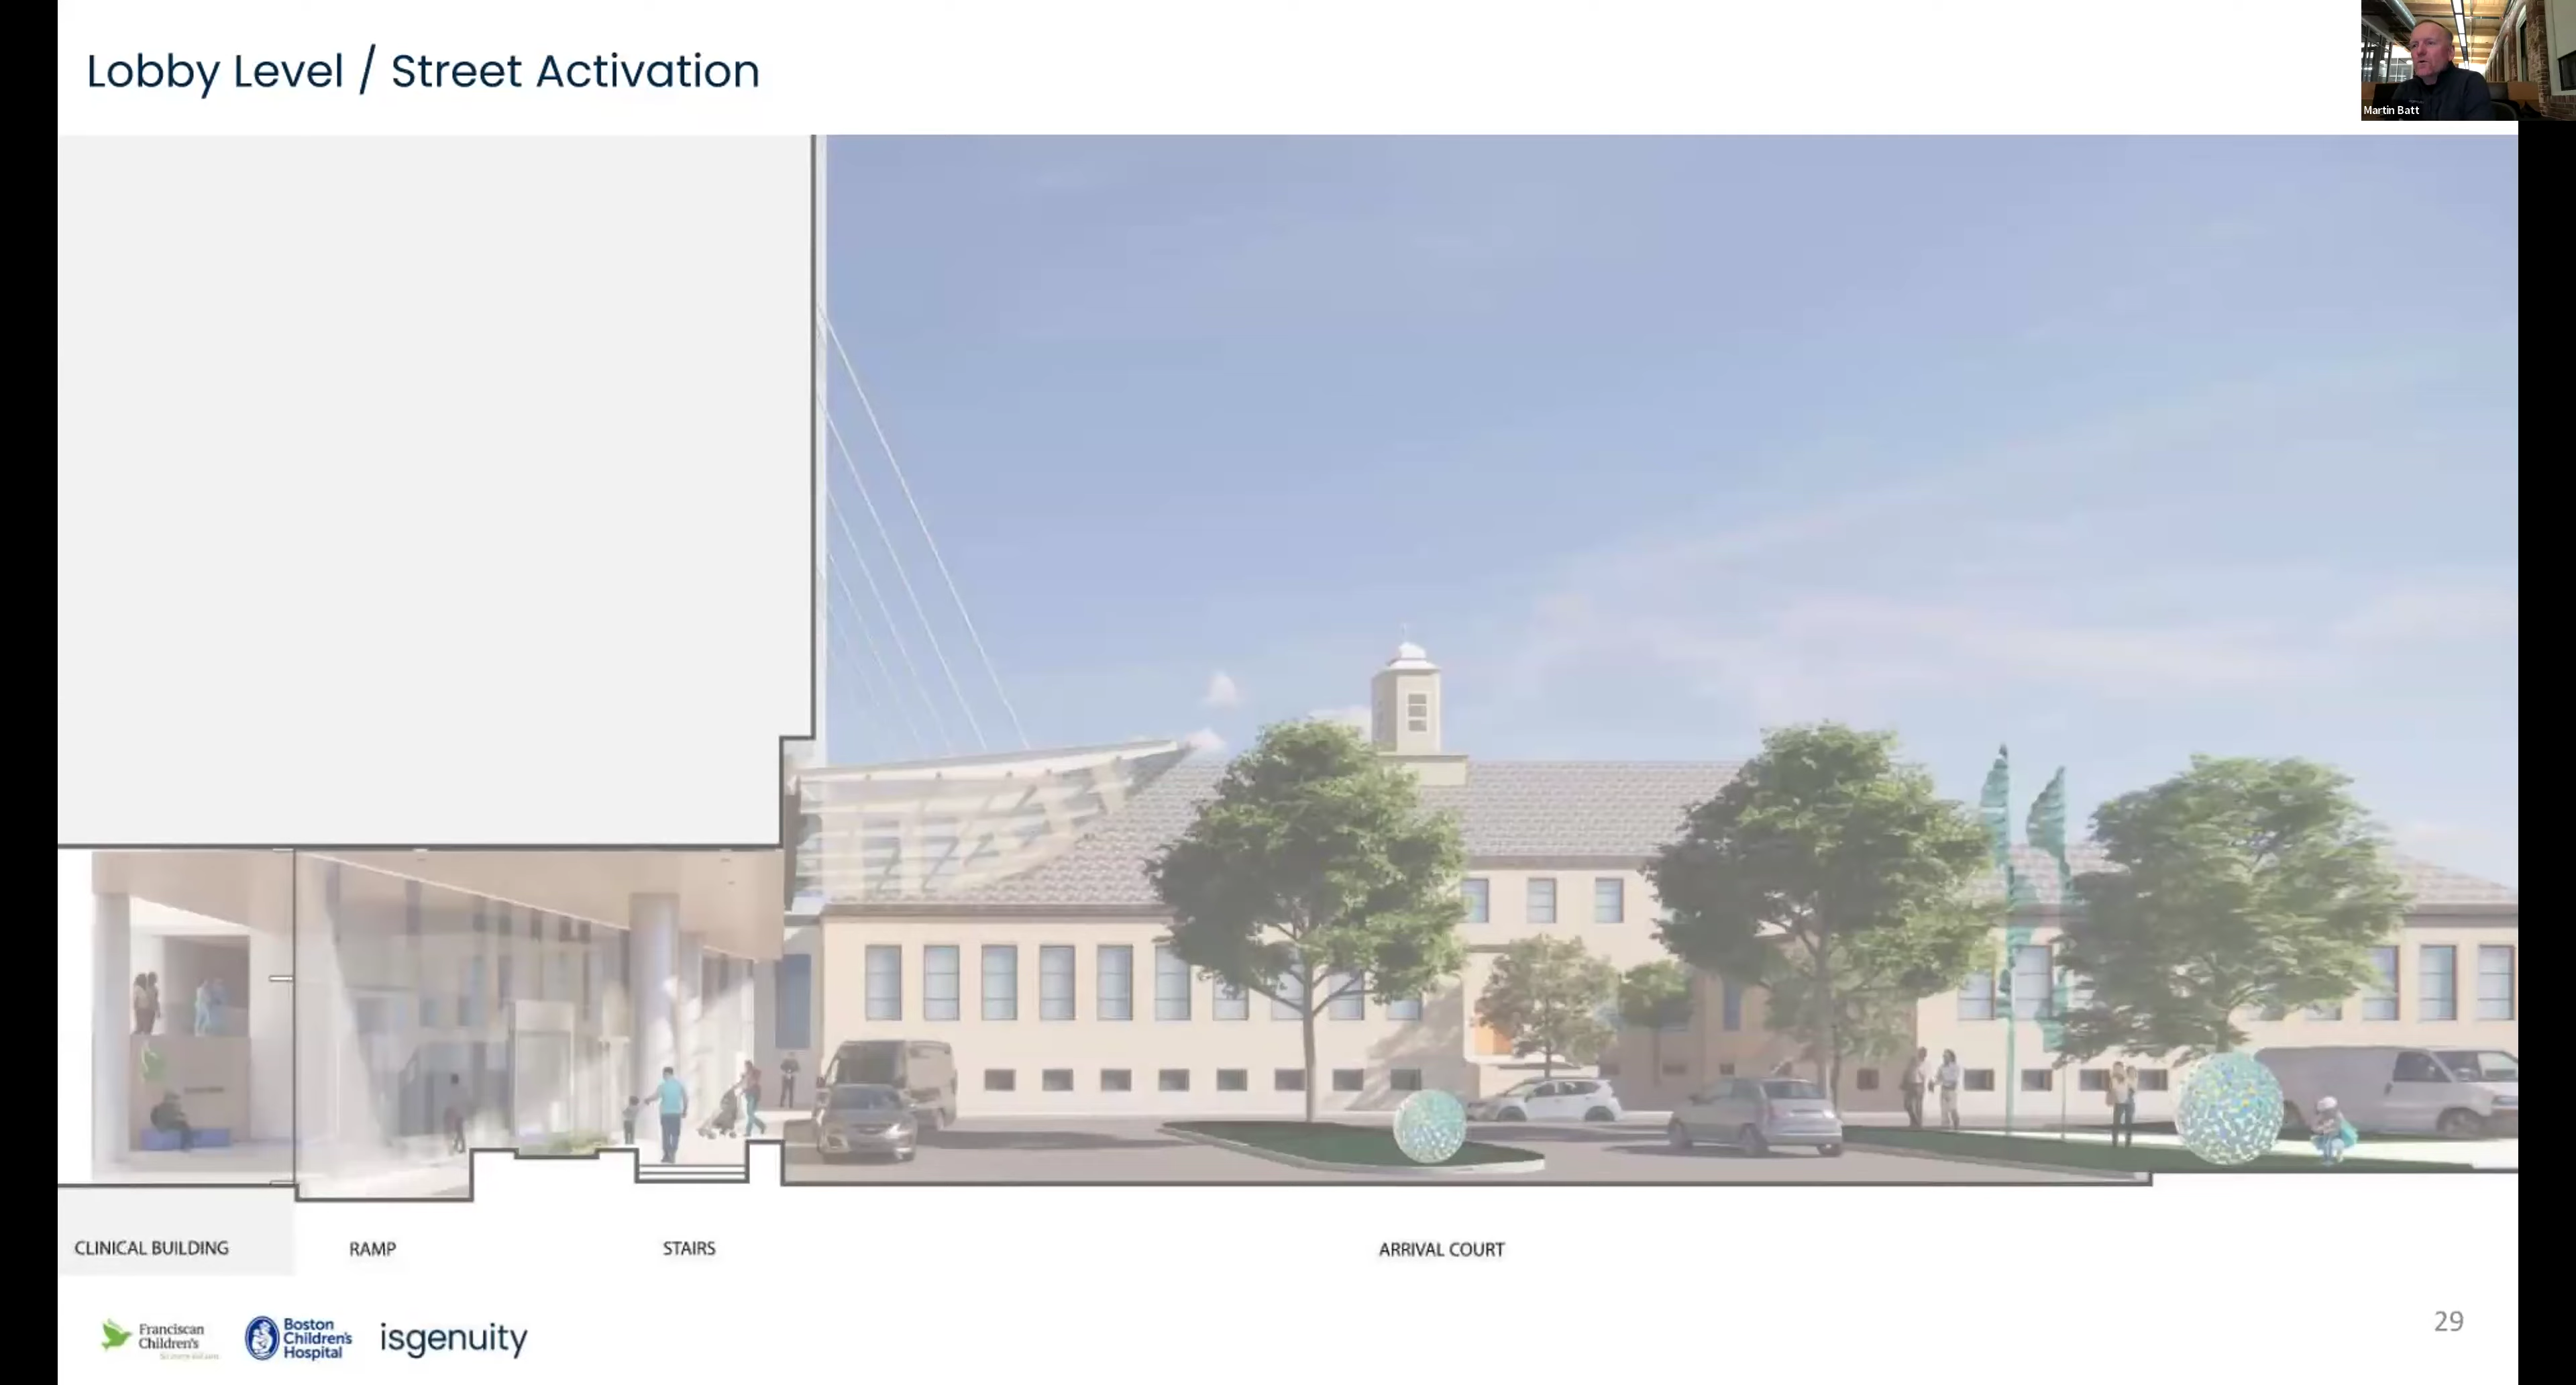 Lobby Level / Street Activation
Martin Batt
CLINICAL BUILDING
RAMP
STAIRS
ARRIVAL COURT
Franciscan
Children's
Boston
Children's
Hospital
isgenuity
29